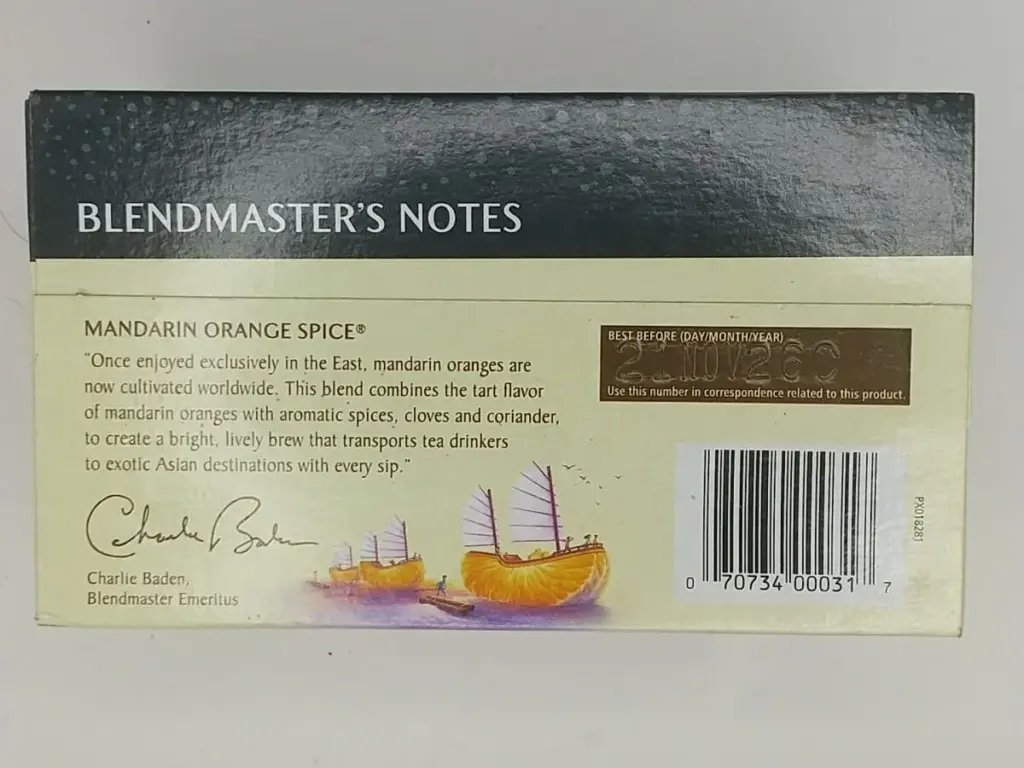 BLENDMASTER'S NOTES
MANDARIN ORANGE SPICE®
"Once enjoyed exclusively in the East, mandarin oranges are
now cultivated worldwide. This blend combines the tart flavor
of mandarin oranges with aromatic spices, cloves and coriander,
to create a bright, lively brew that transports tea drinkers
to exotic Asian destinations with every sip."
Charlie Baden
Charlie Baden,
Blendmaster Emeritus
BEST BEFORE (DAY/MONTH/YEAR)
Use this number in correspondence related to this product.
PX018281
0 70734 00031 7